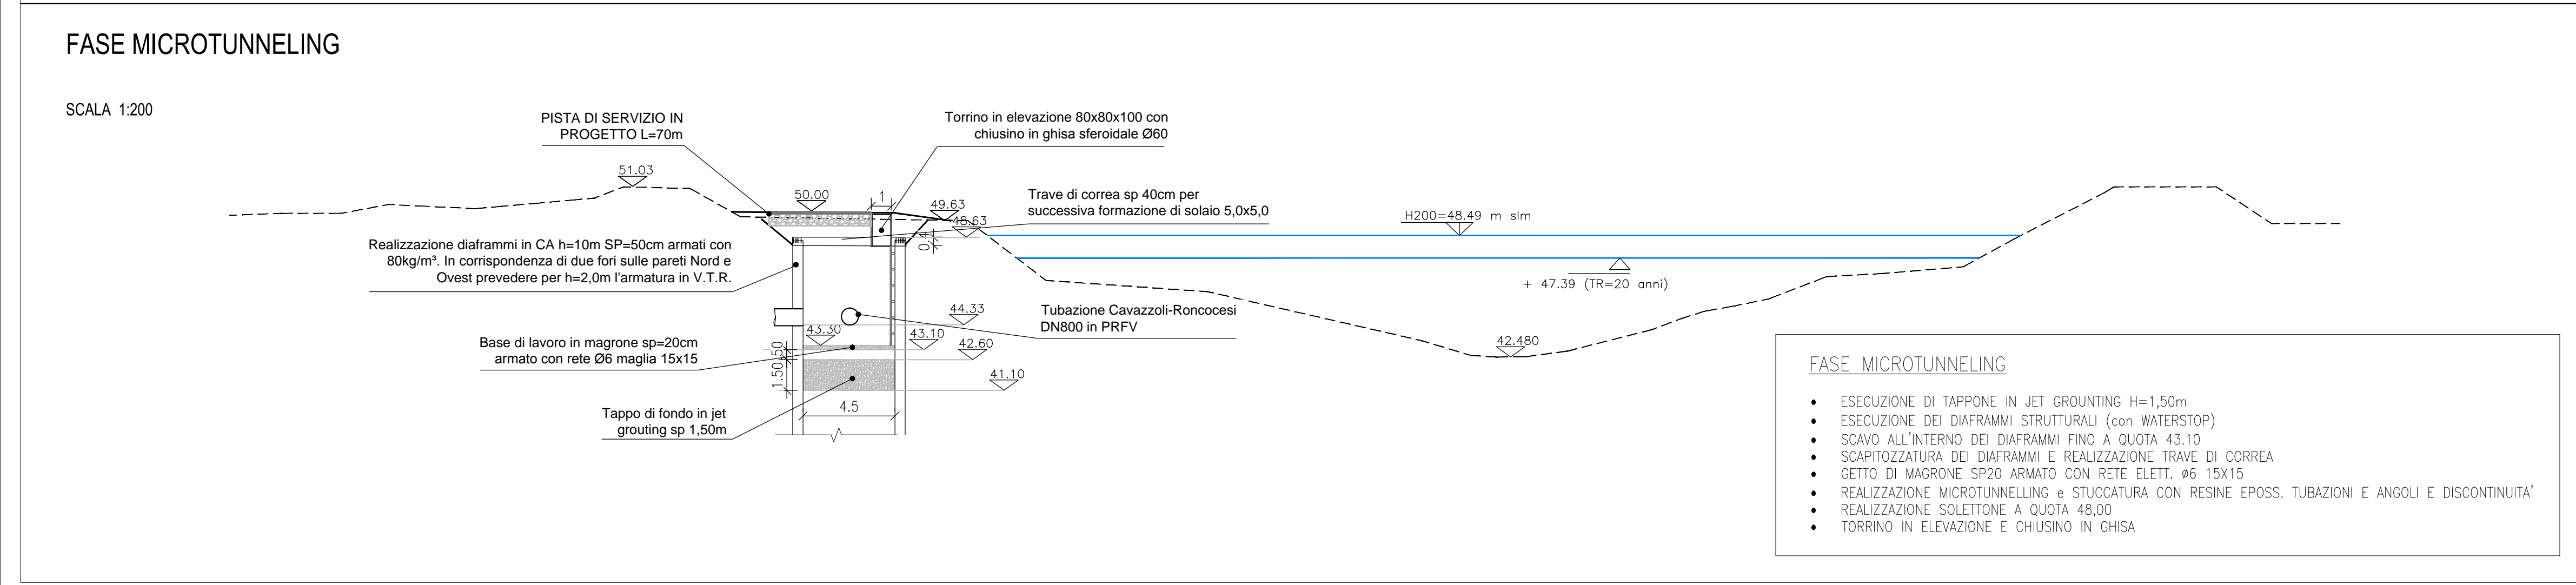 FASE MICROTUNNELING
SCALA 1:200
PISTA DI SERVIZIO IN
PROGETTO L=70m
Torrino in elevazione 80x80x100 con
chiusino in ghisa sferoidale Ø60
51.03
50.00
1
49.63
48.63
0.4
Trave di correa sp 40cm per
successiva formazione di solaio 5,0x5,0
H200=48.49 m slm
+ 47.39 (TR=20 anni)
Realizzazione diaframmi in CA h=10m SP=50cm armati con
80kg/m³. In corrispondenza di due fori sulle pareti Nord e
Ovest prevedere per h=2,0m l'armatura in V.T.R.
Tubazione Cavazzoli-Roncocesi
DN800 in PRFV
44.33
43.30
43.10
42.60
41.10
42.480
Base di lavoro in magrone sp=20cm
armato con rete Ø6 maglia 15x15
.50
1.50
4.5
Tappo di fondo in jet
grouting sp 1,50m
FASE MICROTUNNELING
• ESECUZIONE DI TAPPONE IN JET GROUNTING H=1,50m
• ESECUZIONE DEI DIAFRAMMI STRUTTURALI (con WATERSTOP)
• SCAVO ALL'INTERNO DEI DIAFRAMMI FINO A QUOTA 43.10
• SCAPITOZZATURA DEI DIAFRAMMI E REALIZZAZIONE TRAVE DI CORREA
• GETTO DI MAGRONE SP20 ARMATO CON RETE ELETT. ø6 15X15
• REALIZZAZIONE MICROTUNNELLING e STUCCATURA CON RESINE EPOSS. TUBAZIONI E ANGOLI E DISCONTINUITA'
• REALIZZAZIONE SOLETTONE A QUOTA 48,00
• TORRINO IN ELEVAZIONE E CHIUSINO IN GHISA